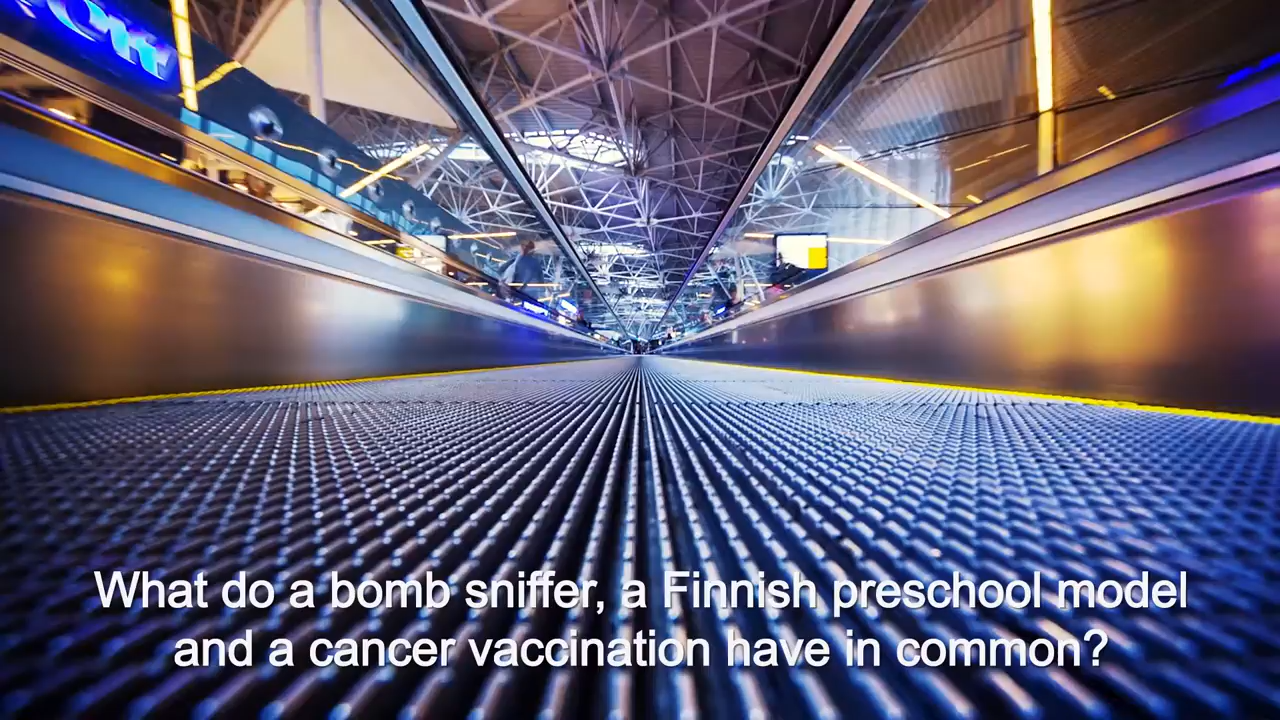 What do a bomb sniffer, a Finnish preschool model
and a cancer vaccination have in common?